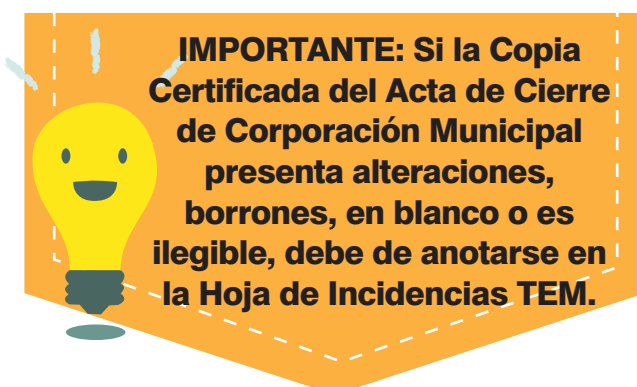 IMPORTANTE: Si la Copia
Certificada del Acta de Cierre
de Corporación Municipal
presenta alteraciones,
borrones, en blanco o es
ilegible, debe de anotarse en
la Hoja de Incidencias TEM.